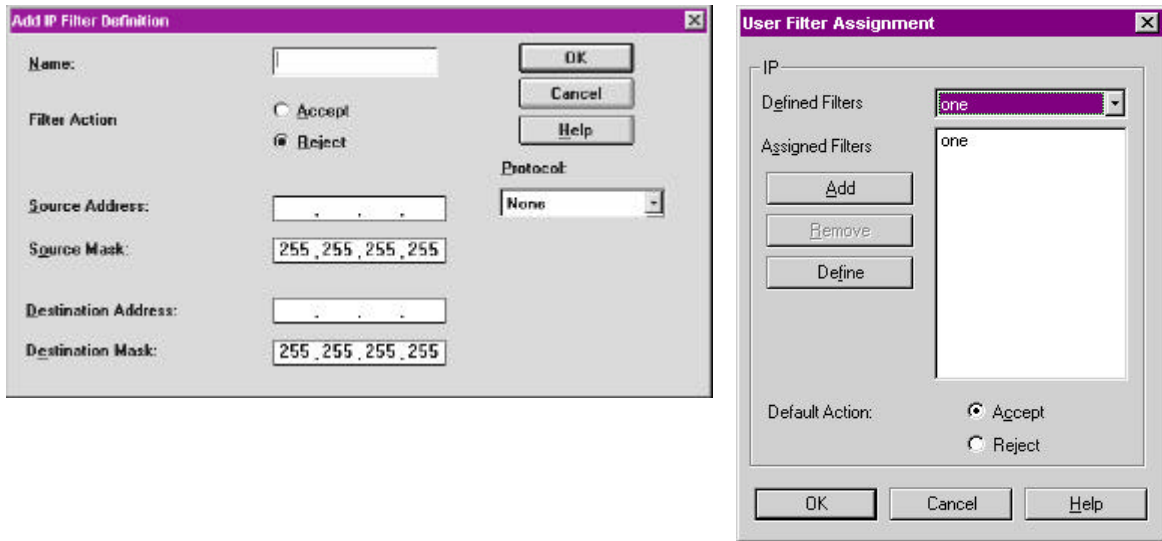 Add IP Filter Definition
Name:
OK
Cancel
Filter Action
Accept
Reject
Help
Protocol:
None
Source Address:
. . .
Source Mask:
255.255.255.255
Destination Address:
. . .
Destination Mask:
255.255.255.255
User Filter Assignment
IP
Defined Filters
one
Assigned Filters
one
Add
Remove
Define
Default Action:
Accept
Reject
OK
Cancel
Help